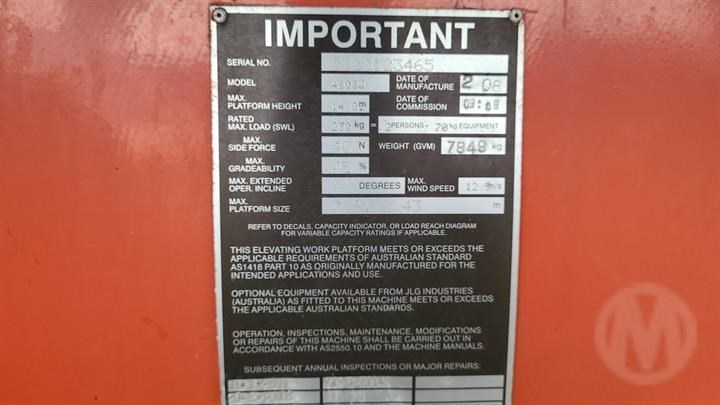 IMPORTANT
SERIAL NO.
MODEL DATE OF MANUFACTURE 2 08
MAX. PLATFORM HEIGHT m DATE OF COMMISSION
RATED MAX. LOAD (SWL) 230 kg = 2 PERSONS + 70 kg EQUIPMENT
MAX. SIDE FORCE N WEIGHT (GVM) 7848 kg
MAX. GRADEABILITY 45 %
MAX. EXTENDED OPER. INCLINE DEGREES MAX. WIND SPEED m/s
MAX. PLATFORM SIZE m
REFER TO DECALS, CAPACITY INDICATOR, OR LOAD REACH DIAGRAM
FOR VARIABLE CAPACITY RATINGS IF APPLICABLE.
THIS ELEVATING WORK PLATFORM MEETS OR EXCEEDS THE
APPLICABLE REQUIREMENTS OF AUSTRALIAN STANDARD
AS1418 PART 10 AS ORIGINALLY MANUFACTURED FOR THE
INTENDED APPLICATIONS AND USE.
OPTIONAL EQUIPMENT AVAILABLE FROM JLG INDUSTRIES
(AUSTRALIA) AS FITTED TO THIS MACHINE MEETS OR EXCEEDS
THE APPLICABLE AUSTRALIAN STANDARDS.
OPERATION, INSPECTIONS, MAINTENANCE, MODIFICATIONS
OR REPAIRS OF THIS MACHINE SHALL BE CARRIED OUT IN
ACCORDANCE WITH AS2550.10 AND THE MACHINE MANUALS.
SUBSEQUENT ANNUAL INSPECTIONS OR MAJOR REPAIRS: